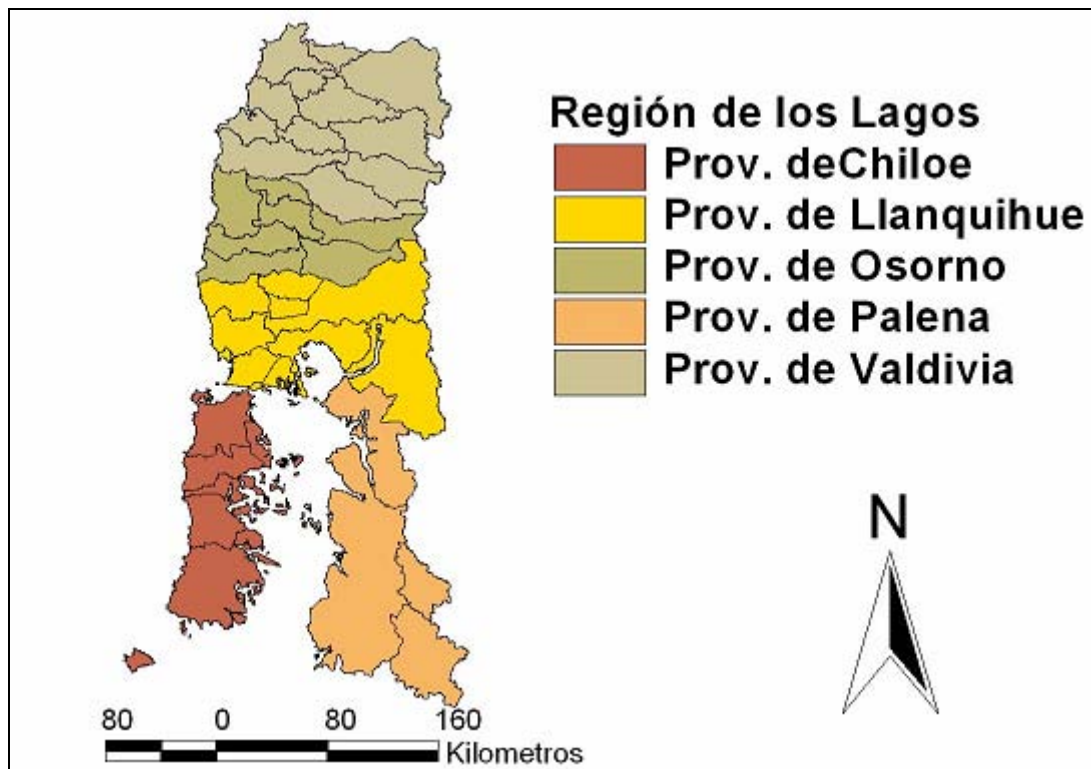 Región de los Lagos
Prov. deChiloe
Prov. de Llanquihue
Prov. de Osorno
Prov. de Palena
Prov. de Valdivia
N
80 0 80 160
Kilometros